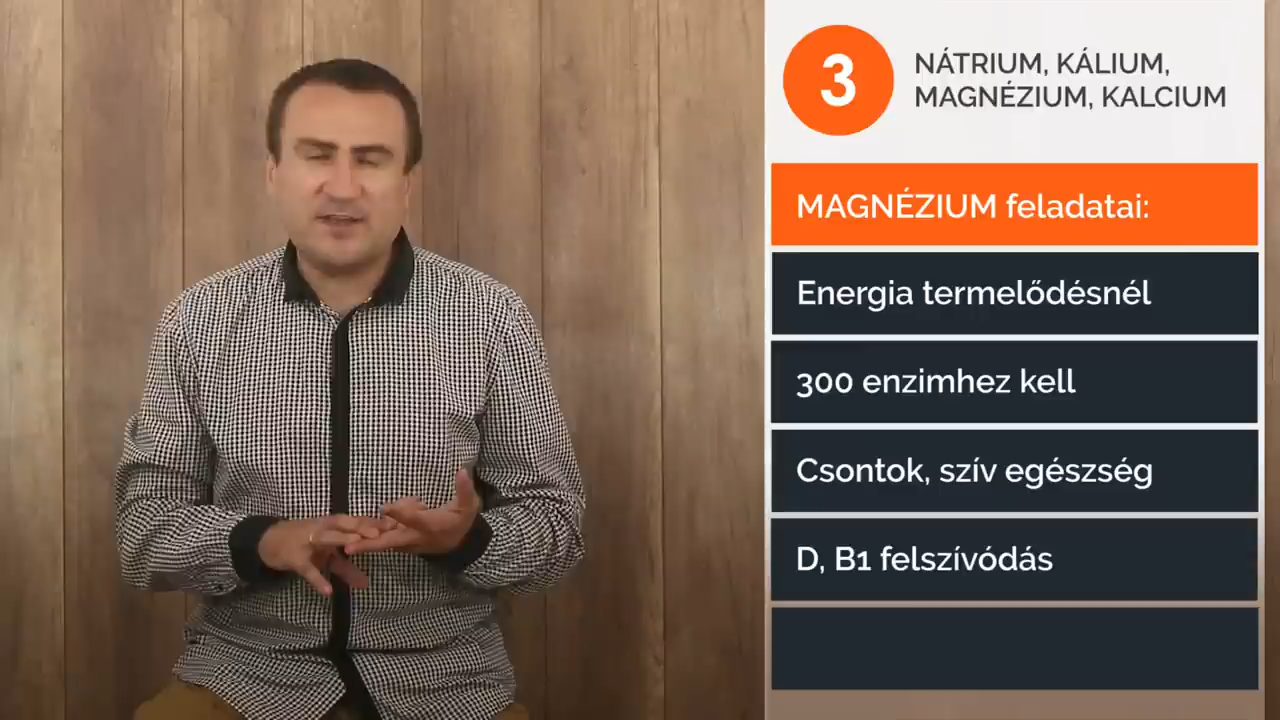 3
NÁTRIUM, KÁLIUM,
MAGNÉZIUM, KALCIUM
MAGNÉZIUM feladatai:
Energia termelődésnél
300 enzimhez kell
Csontok, szív egészség
D, B1 felszívódás